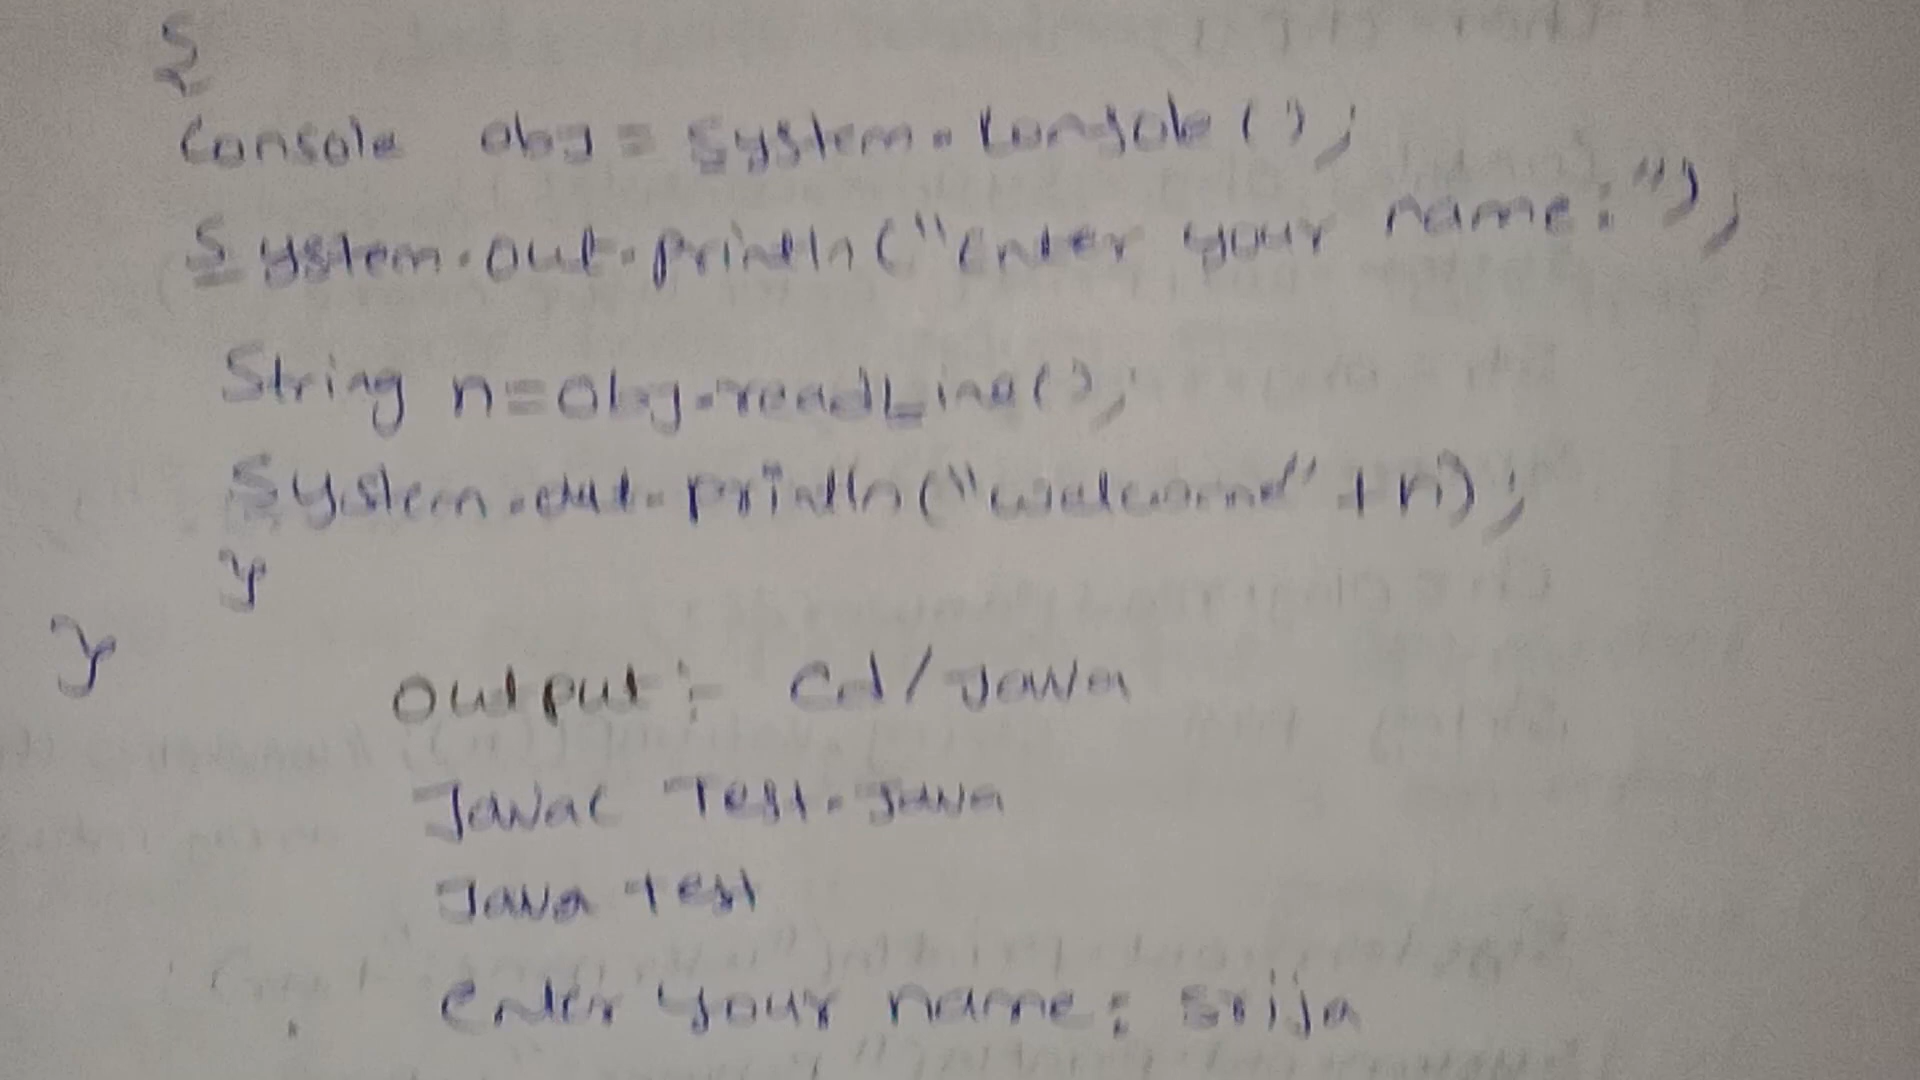 {
Console obj = System.Console();
System.out.println("Enter your name:");
String n=obj.readLine();
System.out.println("welcome"+n);
}
}
output:- Cd/Java
Javac Test.Java
Java Test
Enter your name: Srija